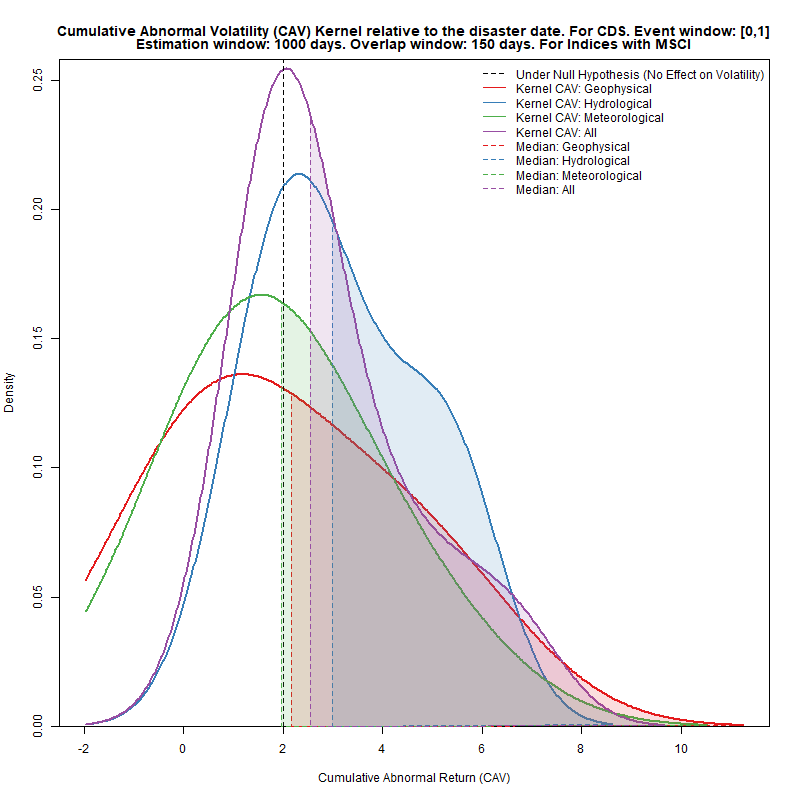 Cumulative Abnormal Volatility (CAV) Kernel relative to the disaster date. For CDS. Event window: [0,1]
Estimation window: 1000 days. Overlap window: 150 days. For Indices with MSCI
Under Null Hypothesis (No Effect on Volatility)
Kernel CAV: Geophysical
Kernel CAV: Hydrological
Kernel CAV: Meteorological
Kernel CAV: All
Median: Geophysical
Median: Hydrological
Median: Meteorological
Median: All
Density
0.25
0.20
0.15
0.10
0.05
0.00
-2 0 2 4 6 8 10
Cumulative Abnormal Return (CAV)